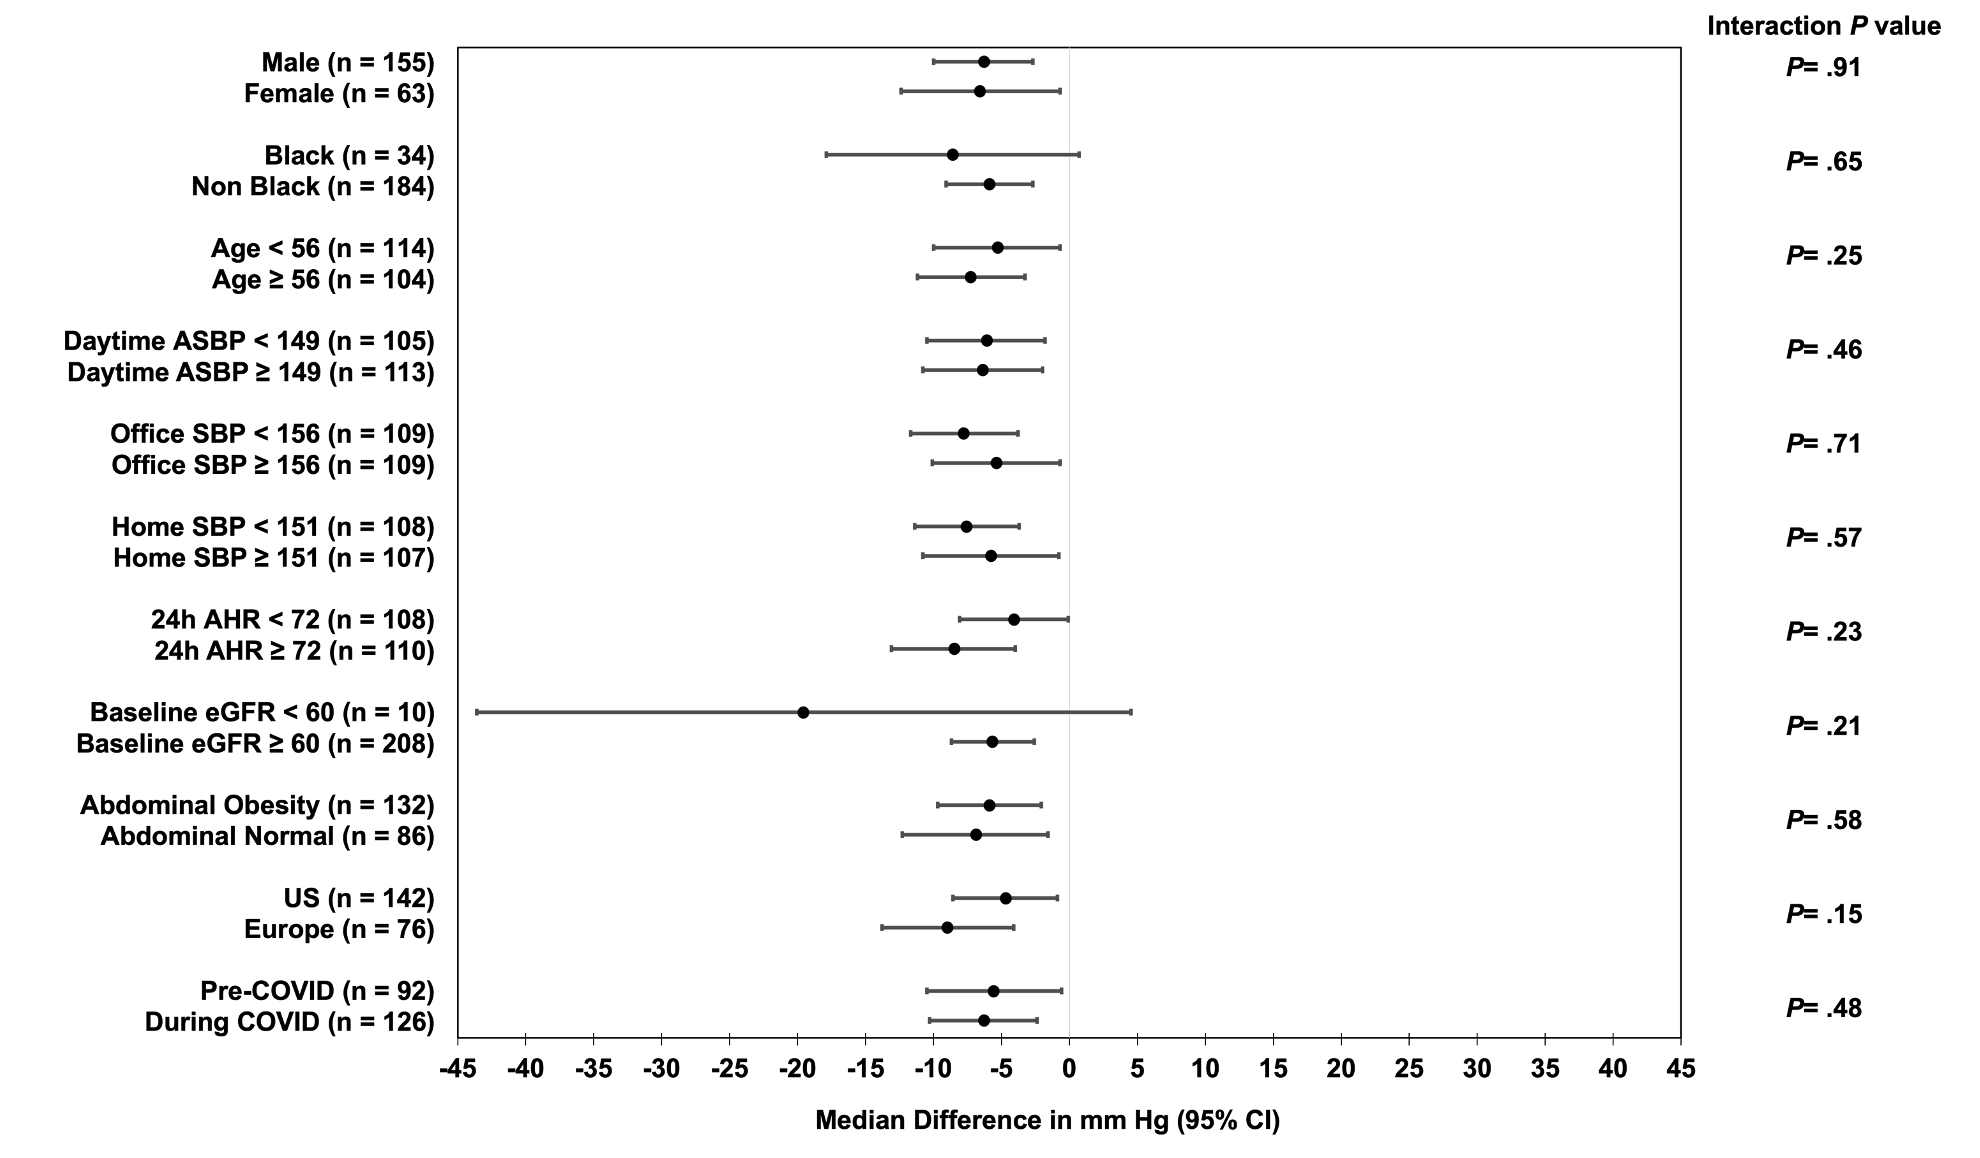 Interaction P value
Male (n = 155)
P= .91
Female (n = 63)
Black (n = 34)
P= .65
Non Black (n = 184)
Age < 56 (n = 114)
P= .25
Age ≥ 56 (n = 104)
Daytime ASBP < 149 (n = 105)
P= .46
Daytime ASBP ≥ 149 (n = 113)
Office SBP < 156 (n = 109)
P= .71
Office SBP ≥ 156 (n = 109)
Home SBP < 151 (n = 108)
P= .57
Home SBP ≥ 151 (n = 107)
24h AHR < 72 (n = 108)
P= .23
24h AHR ≥ 72 (n = 110)
Baseline eGFR < 60 (n = 10)
P= .21
Baseline eGFR ≥ 60 (n = 208)
Abdominal Obesity (n = 132)
P= .58
Abdominal Normal (n = 86)
US (n = 142)
P= .15
Europe (n = 76)
Pre-COVID (n = 92)
P= .48
During COVID (n = 126)
-45 -40 -35 -30 -25 -20 -15 -10 -5 0 5 10 15 20 25 30 35 40 45
Median Difference in mm Hg (95% CI)